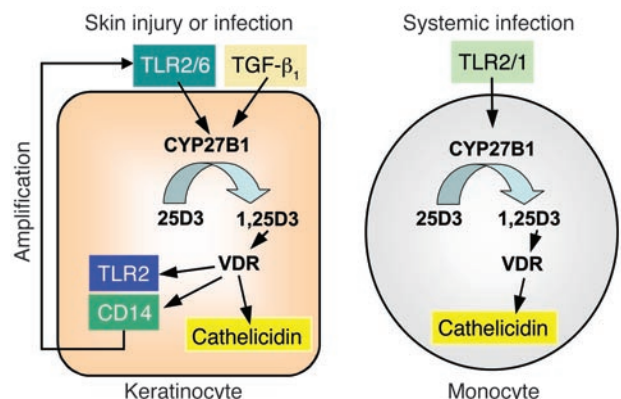 Skin injury or infection
TLR2/6
TGF-β1
CYP27B1
25D3
1,25D3
VDR
TLR2
CD14
Cathelicidin
Amplification
Keratinocyte
Systemic infection
TLR2/1
CYP27B1
25D3
1,25D3
VDR
Cathelicidin
Monocyte